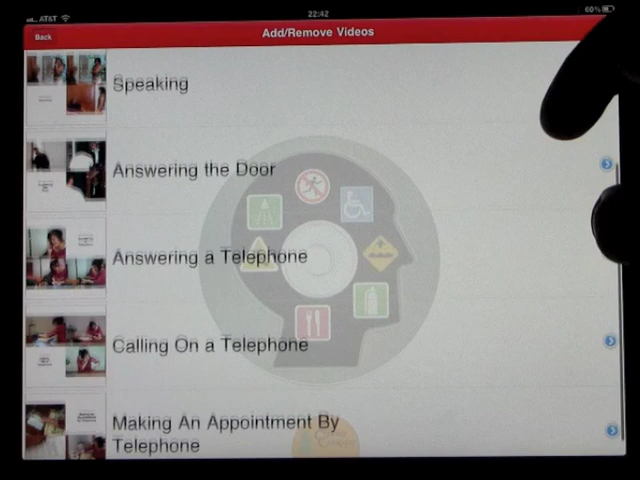 AT&T
22:42
60%
Back
Add/Remove Videos
Speaking
Answering the Door
Answering a Telephone
Calling On a Telephone
Making An Appointment By
Telephone